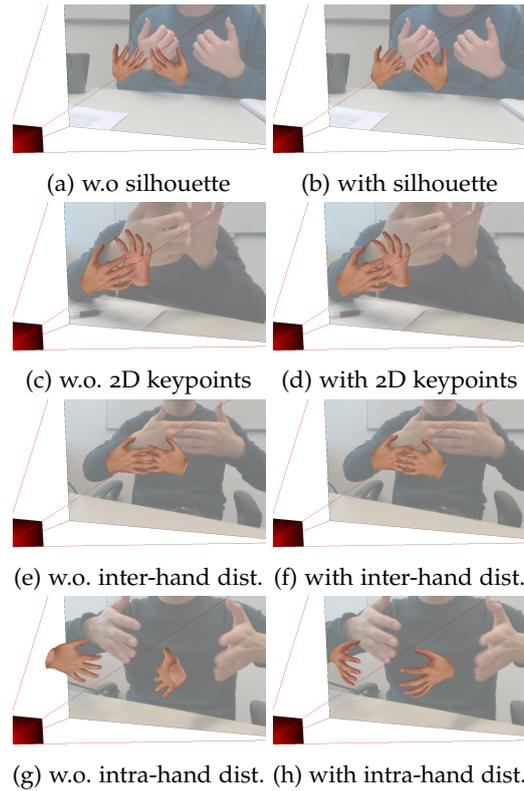 (a) w.o silhouette (b) with silhouette
(c) w.o. 2D keypoints (d) with 2D keypoints
(e) w.o. inter-hand dist. (f) with inter-hand dist.
(g) w.o. intra-hand dist. (h) with intra-hand dist.